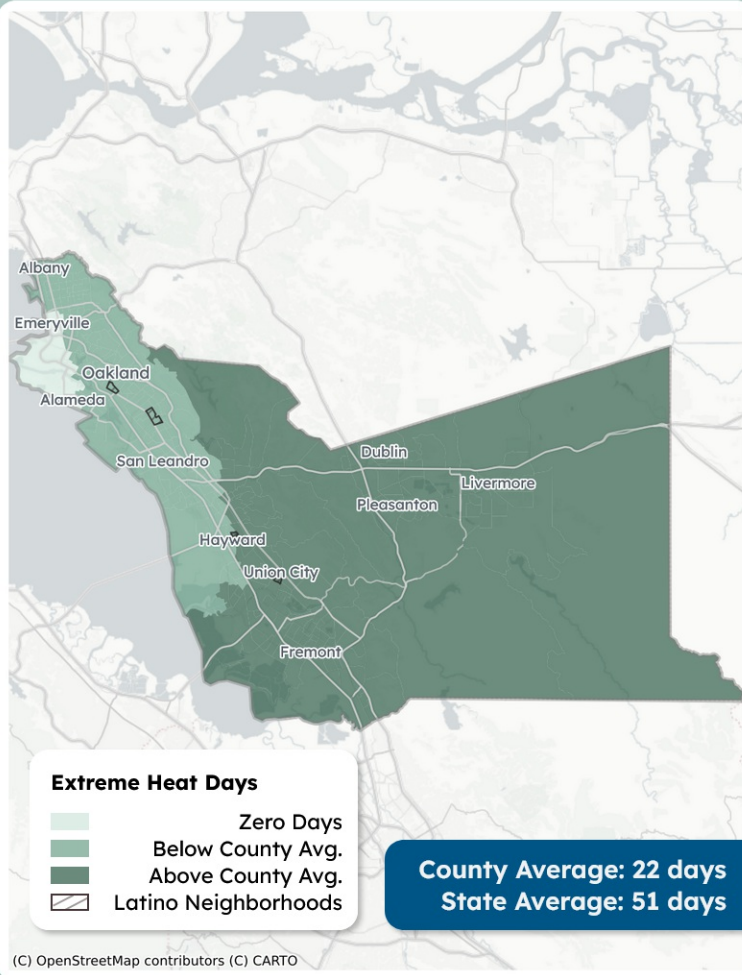 Albany
Emeryville
Oakland
Alameda
San Leandro
Dublin
Livermore
Pleasanton
Hayward
Union City
Fremont
Extreme Heat Days
Zero Days
Below County Avg.
Above County Avg.
Latino Neighborhoods
County Average: 22 days
State Average: 51 days
(C) OpenStreetMap contributors (C) CARTO